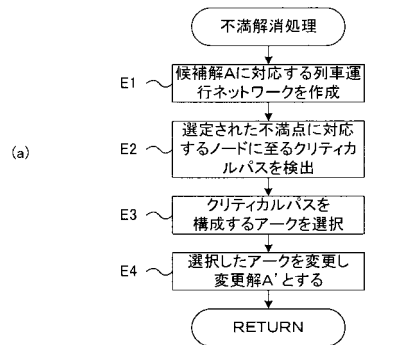 不満解消処理
E1
候補解Aに対応する列車運
行ネットワークを作成
(a)
E2
選定された不満点に対応
するノードに至るクリティカ
ルパスを検出
E3
クリティカルパスを
構成するアークを選択
E4
選択したアークを変更し
変更解A'とする
RETURN